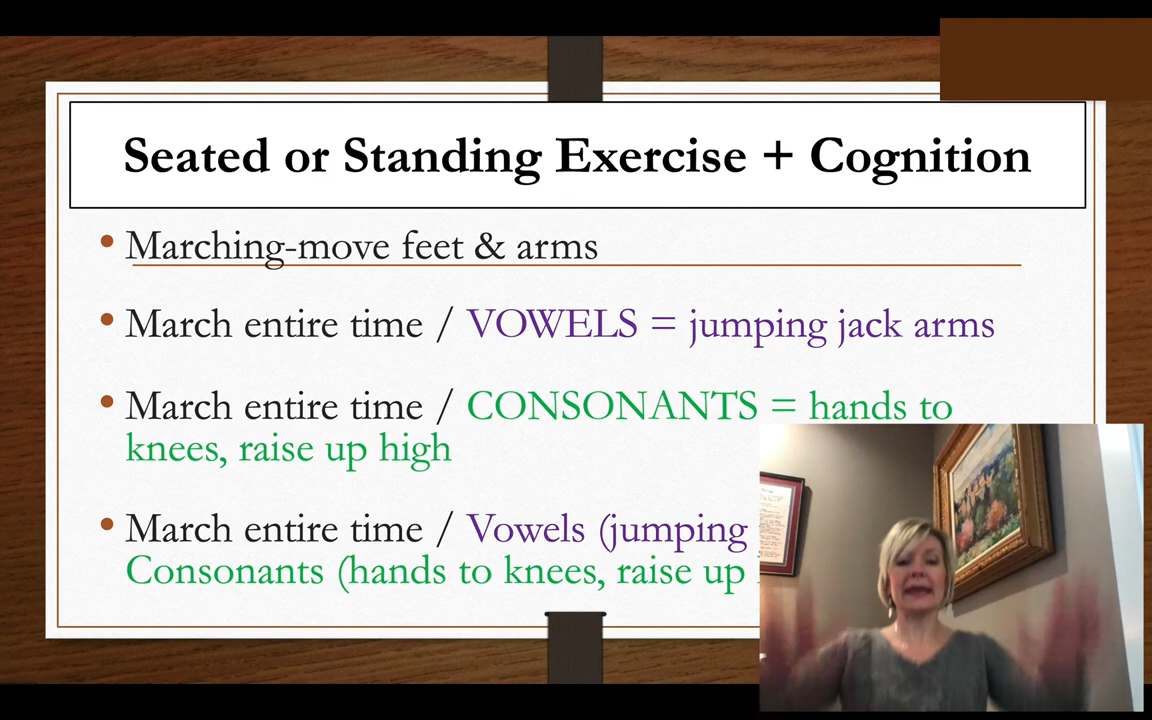 Seated or Standing Exercise + Cognition
• Marching-move feet & arms
• March entire time / VOWELS = jumping jack arms
• March entire time / CONSONANTS = hands to
knees, raise up high
• March entire time / Vowels (jumping
Consonants (hands to knees, raise up